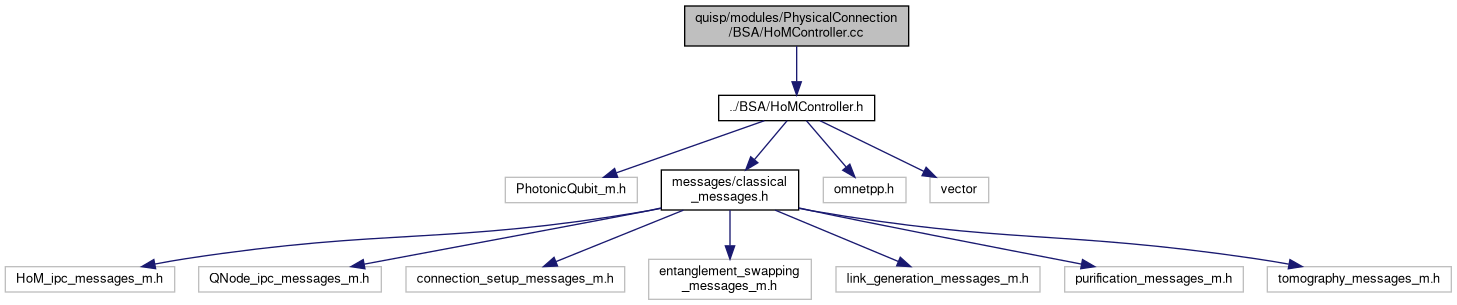 quisp/modules/PhysicalConnection
/BSA/HoMController.cc
../BSA/HoMController.h
PhotonicQubit_m.h
messages/classical
_messages.h
omnetpp.h
vector
HoM_ipc_messages_m.h
QNode_ipc_messages_m.h
connection_setup_messages_m.h
entanglement_swapping
_messages_m.h
link_generation_messages_m.h
purification_messages_m.h
tomography_messages_m.h